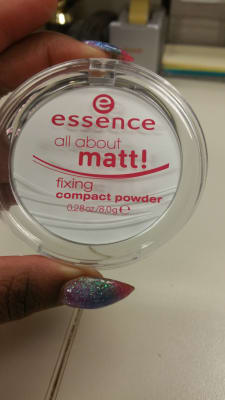 e
essence
all about
matt!
fixing
compact powder
0.28oz/8.0g℮